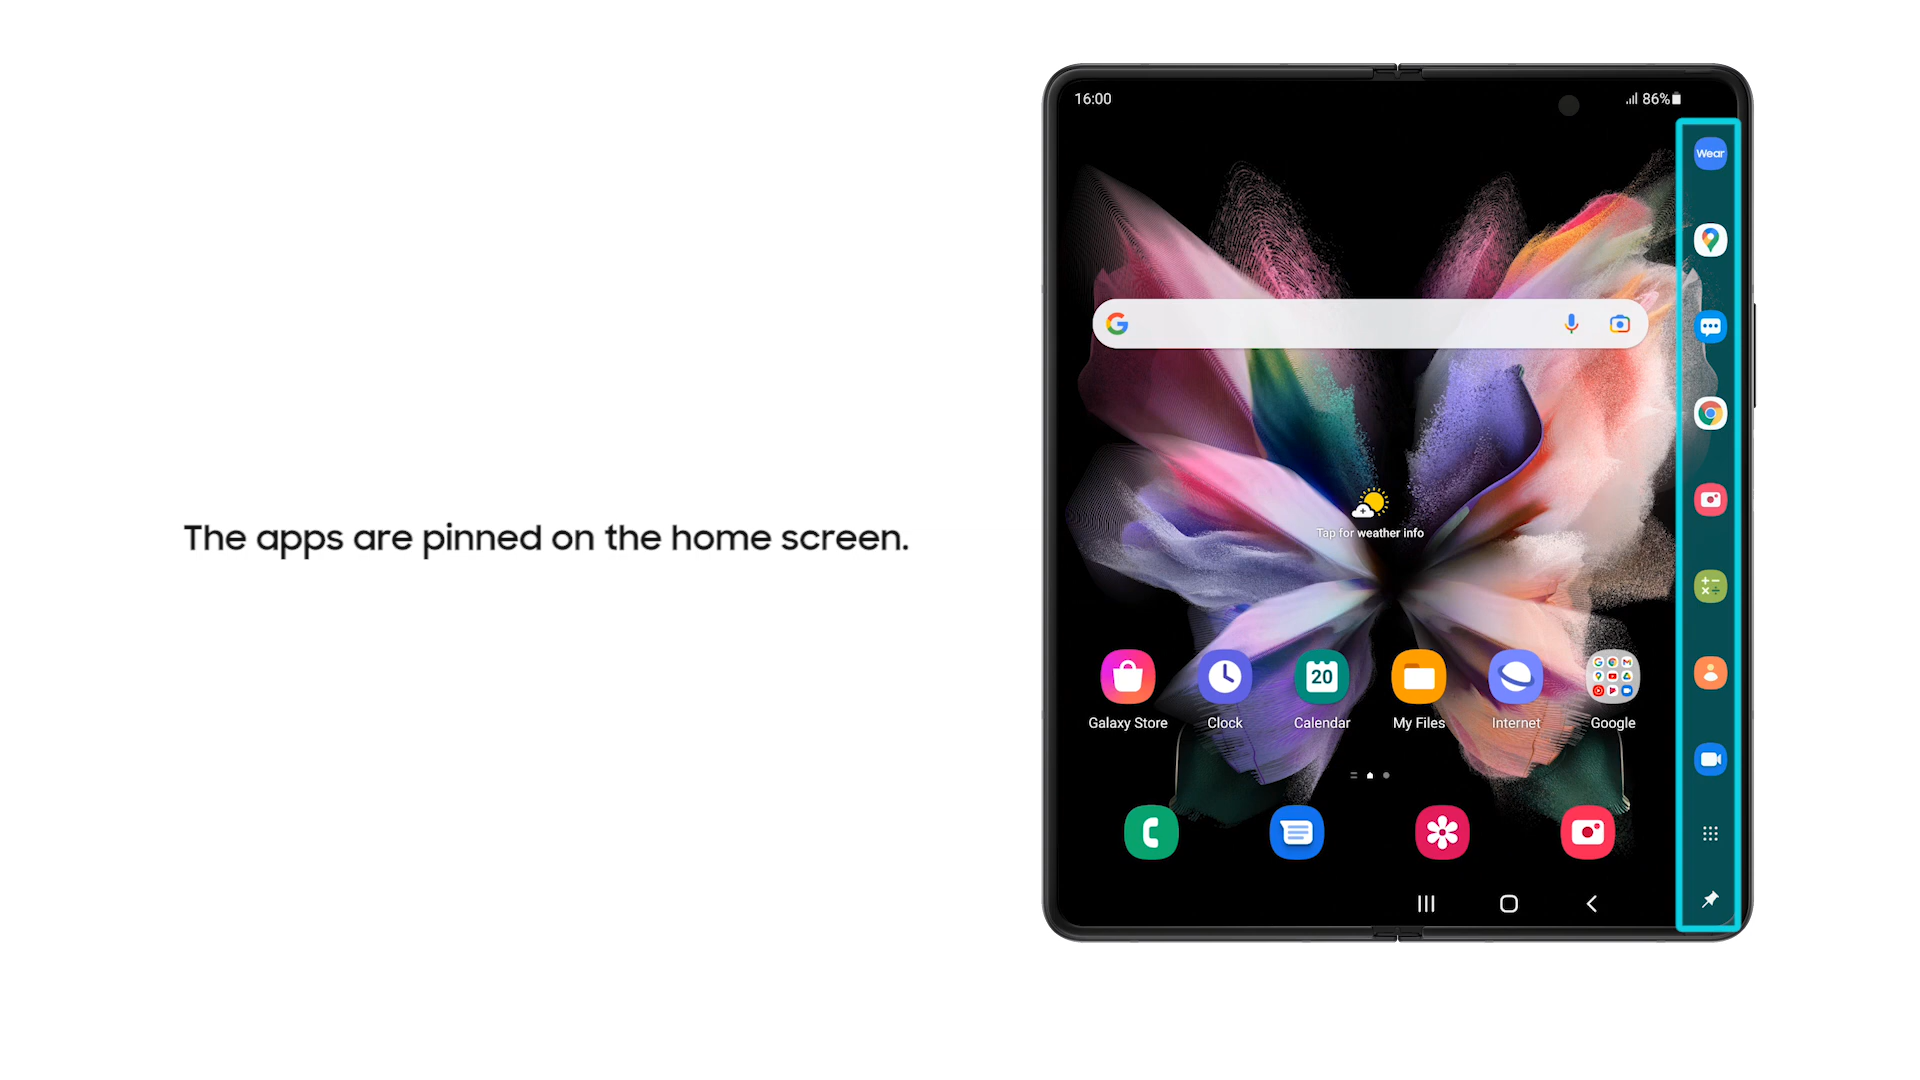 The apps are pinned on the home screen.
16:00
86%
Wear
Tap for weather info
20
Galaxy Store
Clock
Calendar
My Files
Internet
Google